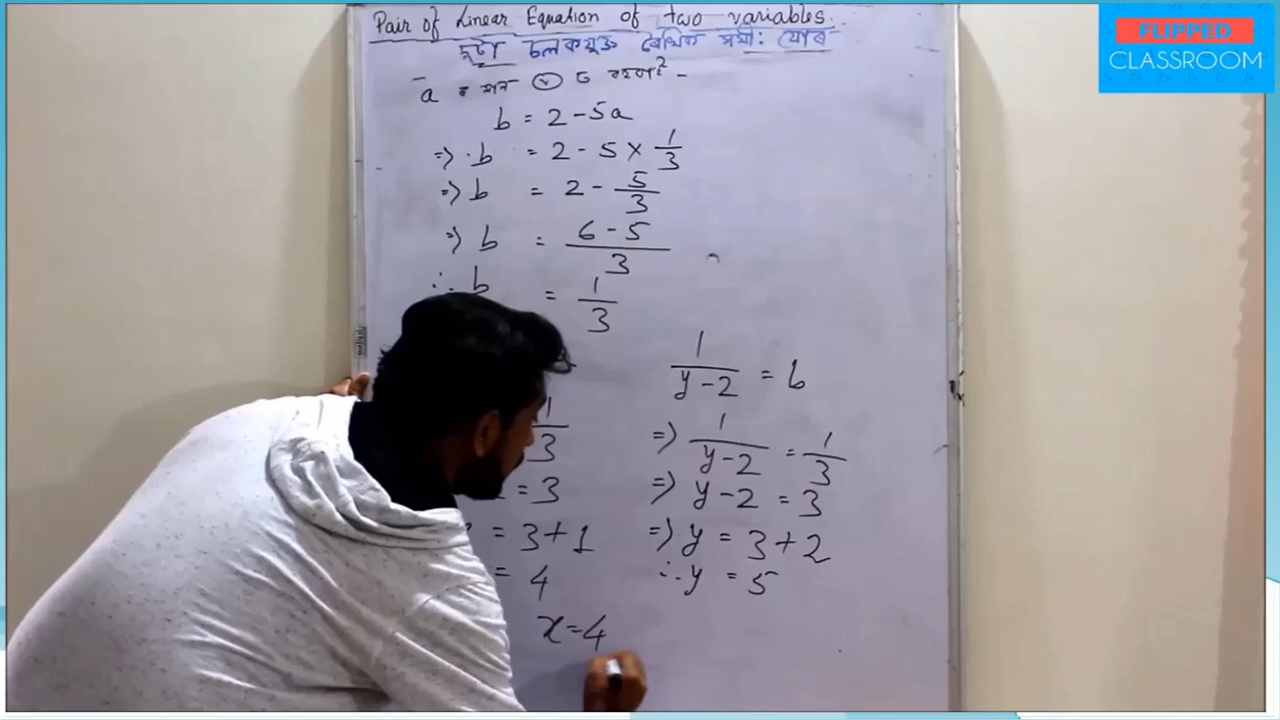 Pair of Linear Equation of two variables.
দুটা চলকযুক্ত ৰৈখিক সমী: যোৰ
FLIPPED
CLASSROOM
a ৰ মান ত
b = 2 - 5a
=> b = 2 - 5 × 1/3
=> b = 2 - 5/3
=> b = (6 - 5)/3
∴ b = 1/3
1/3
= 3
= 3 + 1
= 4
1/(y - 2) = b
=> 1/(y - 2) = 1/3
=> y - 2 = 3
=> y = 3 + 2
∴ y = 5
x = 4